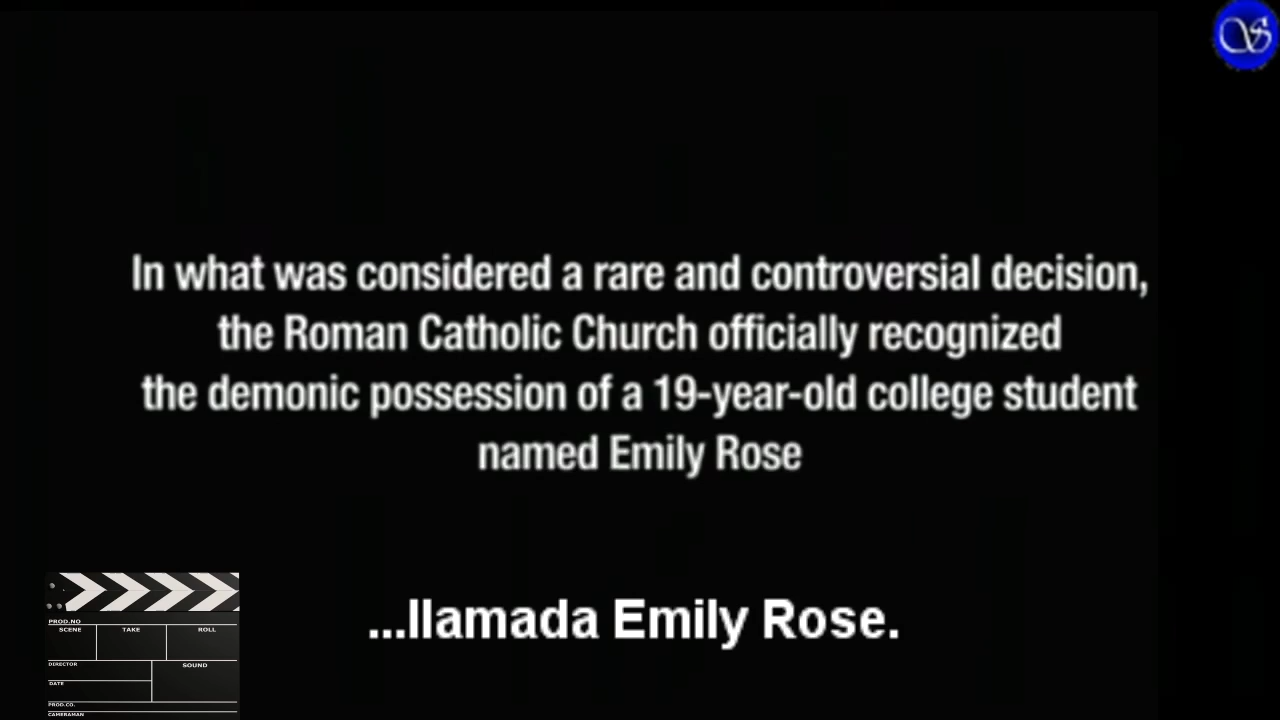 In what was considered a rare and controversial decision,
the Roman Catholic Church officially recognized
the demonic possession of a 19-year-old college student
named Emily Rose
...llamada Emily Rose.
PROD.NO
SCENE TAKE ROLL
DIRECTOR
SOUND
DATE
PROD.CO.
CAMERAMAN